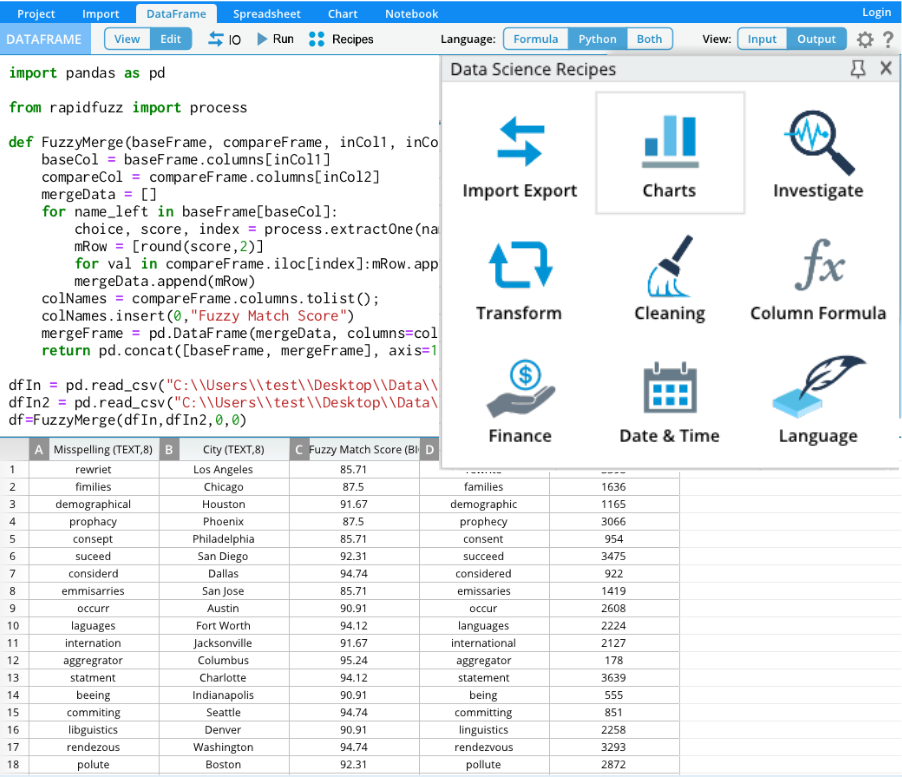 Project Import DataFrame Spreadsheet Chart Notebook Login
DATAFRAME View Edit IO Run Recipes Language: Formula Python Both View: Input Output ?
import pandas as pd
from rapidfuzz import process
def FuzzyMerge(baseFrame, compareFrame, inCol1, inCo
baseCol = baseFrame.columns[inCol1]
compareCol = compareFrame.columns[inCol2]
mergeData = []
for name_left in baseFrame[baseCol]:
choice, score, index = process.extractOne(na
mRow = [round(score,2)]
for val in compareFrame.iloc[index]:mRow.app
mergeData.append(mRow)
colNames = compareFrame.columns.tolist();
colNames.insert(0,"Fuzzy Match Score")
mergeFrame = pd.DataFrame(mergeData, columns=col
return pd.concat([baseFrame, mergeFrame], axis=1
dfIn = pd.read_csv("C:\\Users\\test\\Desktop\\Data\\
dfIn2 = pd.read_csv("C:\\Users\\test\\Desktop\\Data\
df=FuzzyMerge(dfIn,dfIn2,0,0)
Data Science Recipes
Import Export Charts Investigate
Transform Cleaning fx Column Formula
$ Finance Date & Time Language
A Misspelling (TEXT,8) B City (TEXT,8) C Fuzzy Match Score (BI D
1 rewriet Los Angeles 85.71
2 fimilies Chicago 87.5 families 1636
3 demographical Houston 91.67 demographic 1165
4 prophacy Phoenix 87.5 prophecy 3066
5 consept Philadelphia 85.71 consent 954
6 suceed San Diego 92.31 succeed 3475
7 considerd Dallas 94.74 considered 922
8 emmisarries San Jose 85.71 emissaries 1419
9 occurr Austin 90.91 occur 2608
10 laguages Fort Worth 94.12 languages 2224
11 internation Jacksonville 91.67 international 2127
12 aggregrator Columbus 95.24 aggregator 178
13 statment Charlotte 94.12 statement 3639
14 beeing Indianapolis 90.91 being 555
15 commiting Seattle 94.74 committing 851
16 libguistics Denver 90.91 linguistics 2258
17 rendezous Washington 94.74 rendezvous 3293
18 polute Boston 92.31 pollute 2872